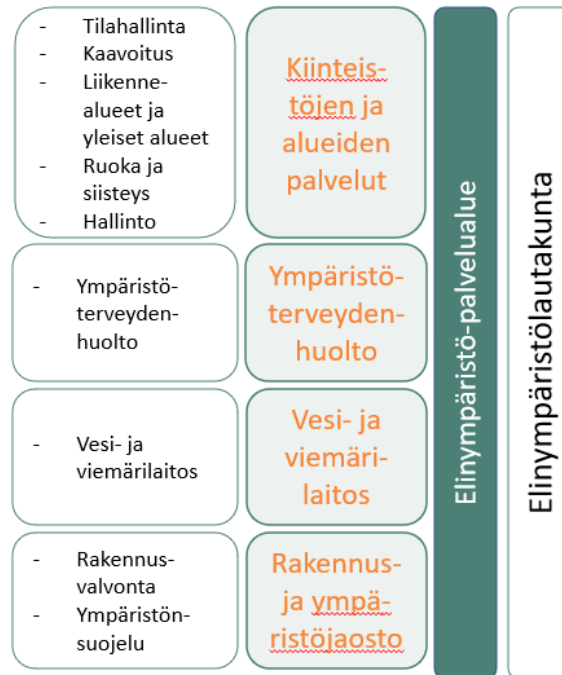 - Tilahallinta
- Kaavoitus
- Liikenne-
alueet ja
yleiset alueet
- Ruoka ja
siisteys
- Hallinto
Kiinteis-
töjen ja
alueiden
palvelut
- Ympäristö-
terveyden-
huolto
Ympäristö-
terveyden-
huolto
- Vesi- ja
viemärilaitos
Vesi- ja
viemäri-
laitos
- Rakennus-
valvonta
- Ympäristön-
suojelu
Rakennus-
ja ympä-
ristöjaosto
Elinympäristö-palvelualue
Elinympäristölautakunta